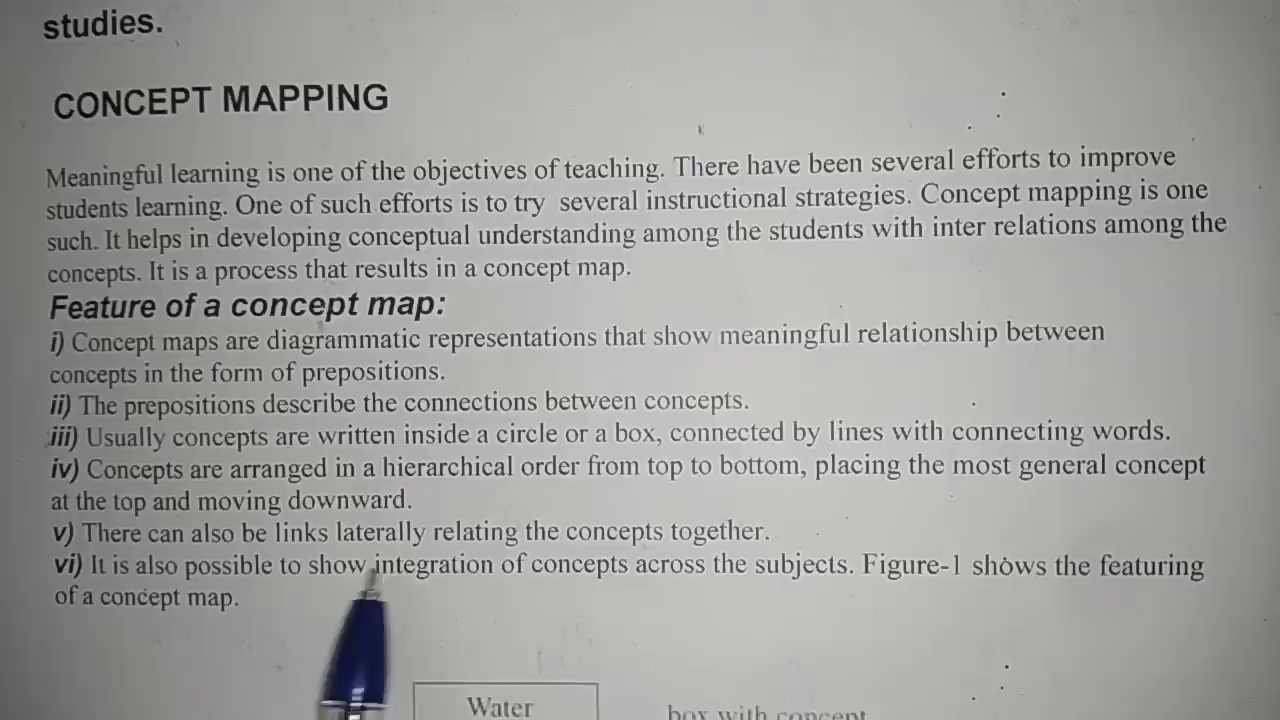 studies.
CONCEPT MAPPING
Meaningful learning is one of the objectives of teaching. There have been several efforts to improve
students learning. One of such efforts is to try several instructional strategies. Concept mapping is one
such. It helps in developing conceptual understanding among the students with inter relations among the
concepts. It is a process that results in a concept map.
Feature of a concept map:
i) Concept maps are diagrammatic representations that show meaningful relationship between
concepts in the form of prepositions.
ii) The prepositions describe the connections between concepts.
iii) Usually concepts are written inside a circle or a box, connected by lines with connecting words.
iv) Concepts are arranged in a hierarchical order from top to bottom, placing the most general concept
at the top and moving downward.
v) There can also be links laterally relating the concepts together.
vi) It is also possible to show integration of concepts across the subjects. Figure-1 shows the featuring
of a concept map.
Water
box with concept